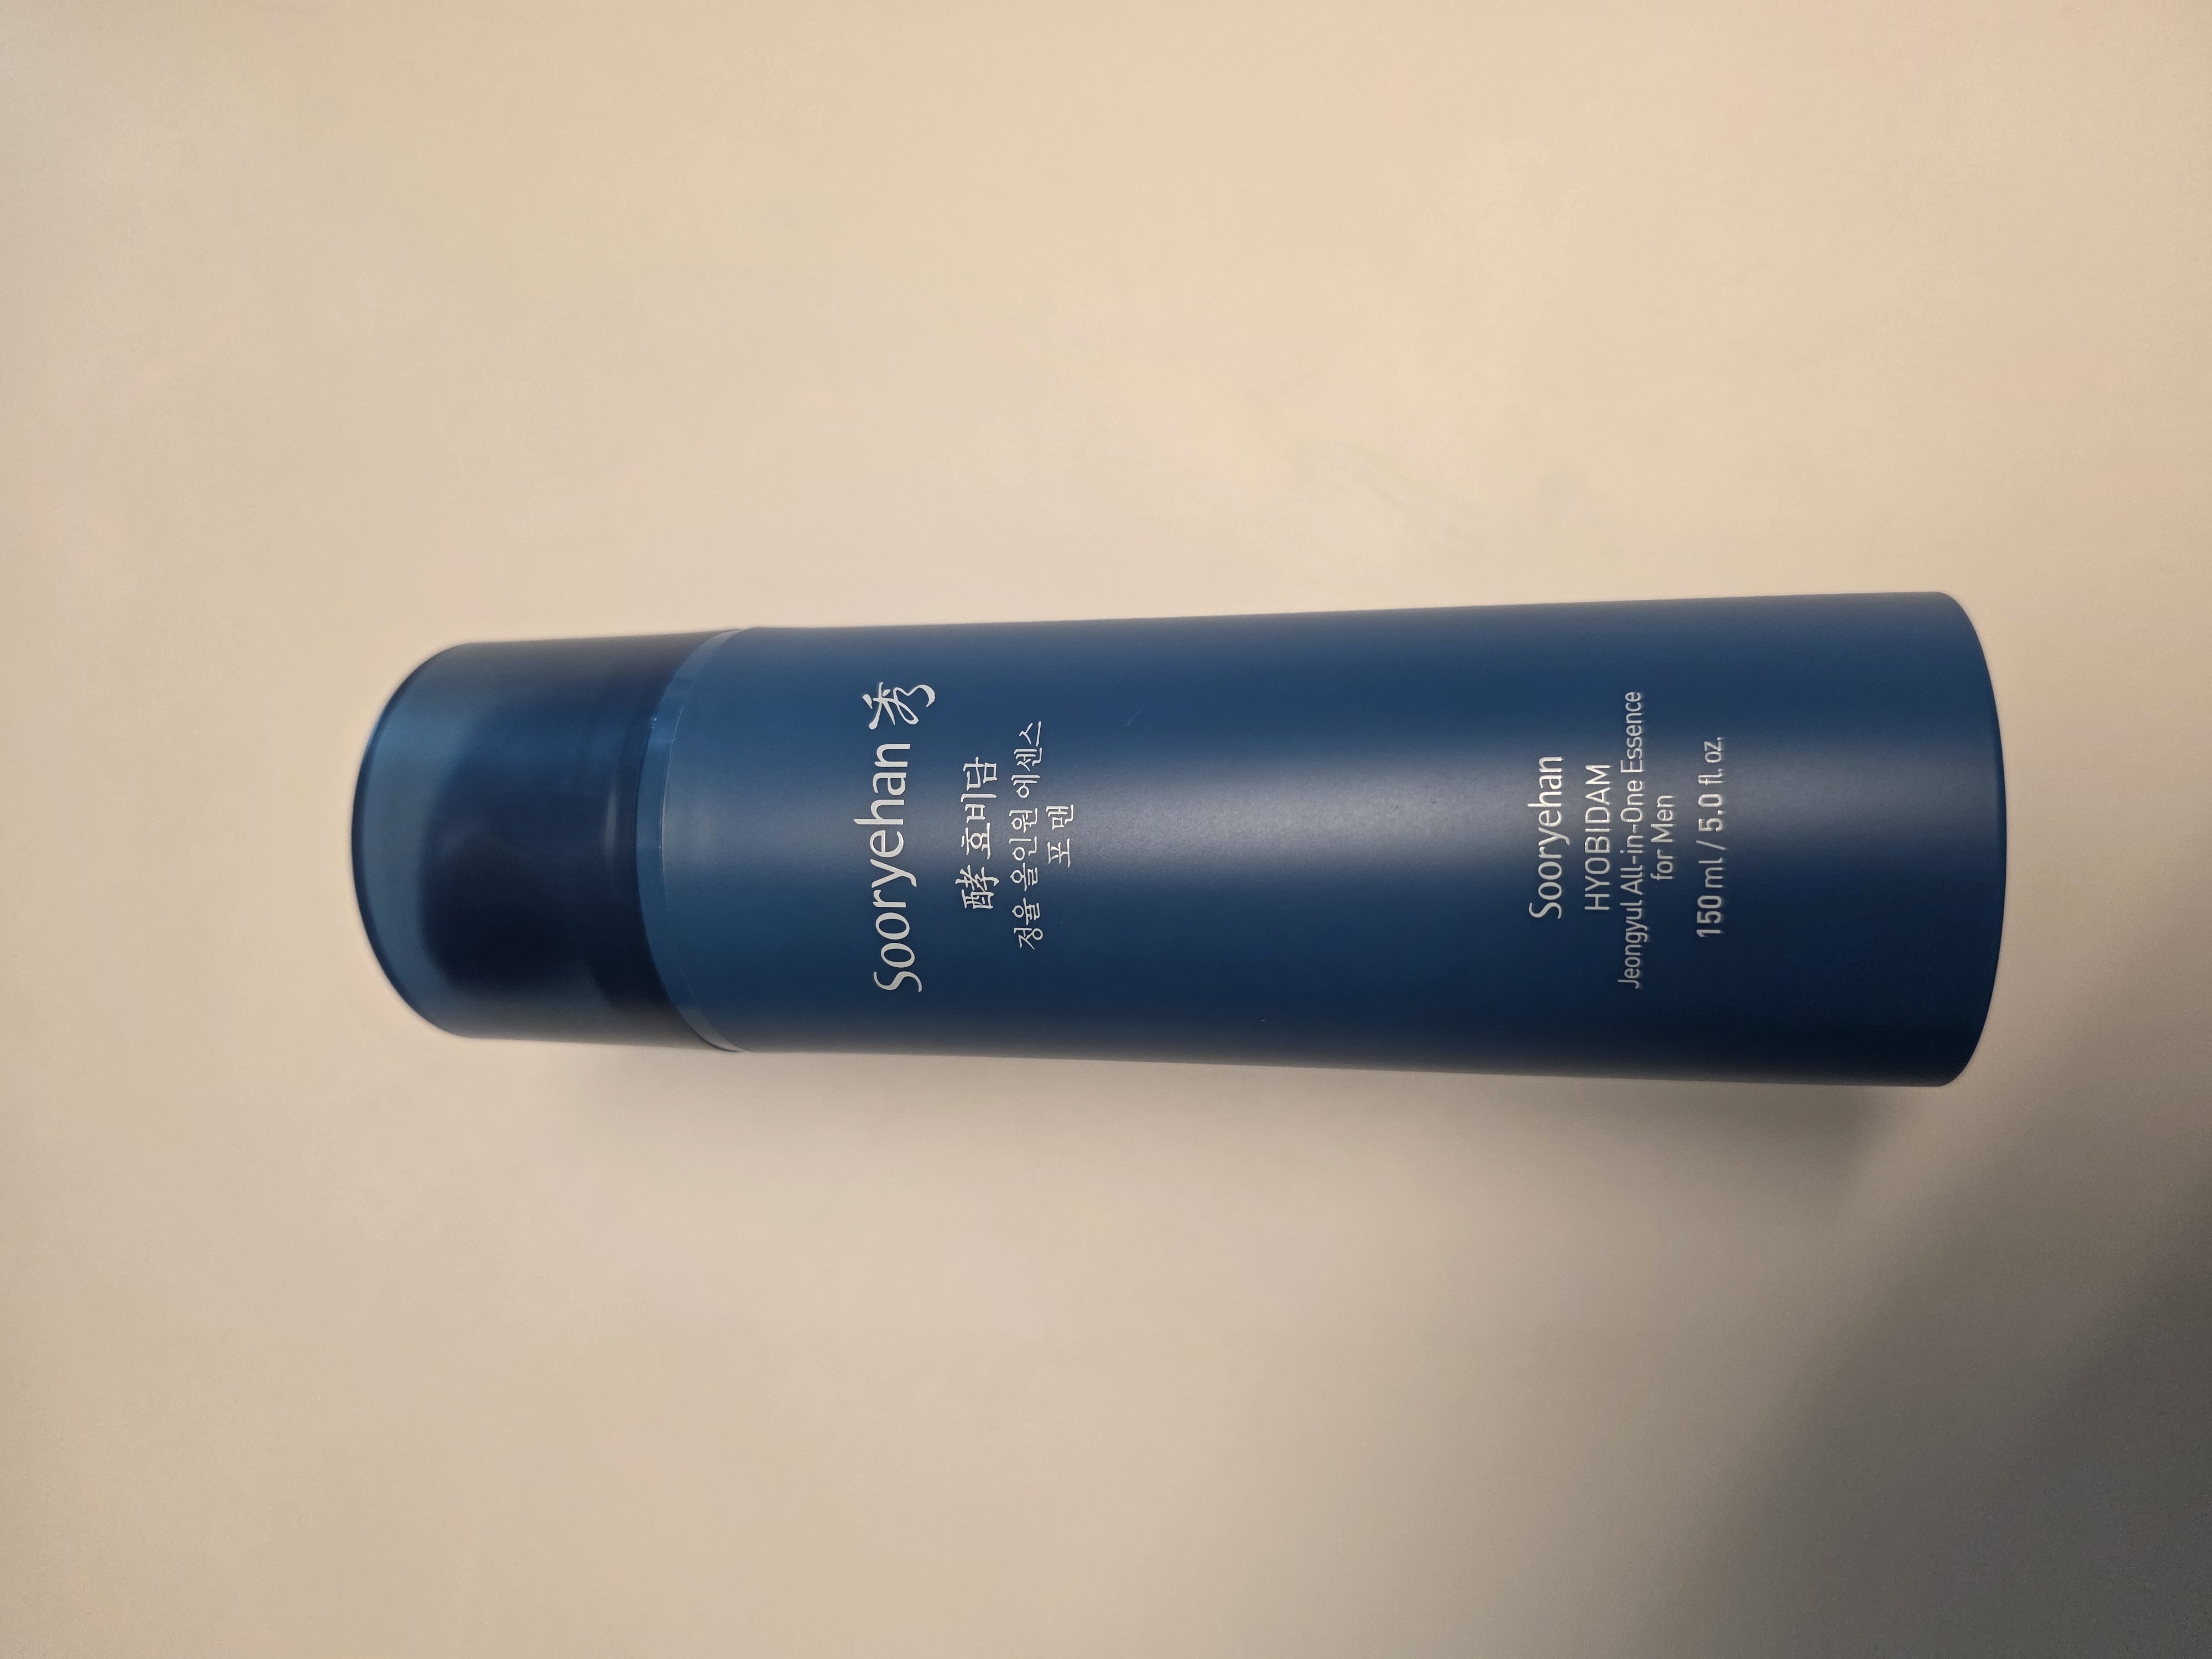 Sooryehan 秀
酵 효비담
정율 올인원 에센스
포 맨
Sooryehan
HYOBIDAM
Jeongyul All-in-One Essence
for Men
150 ml / 5.0 fl. oz.